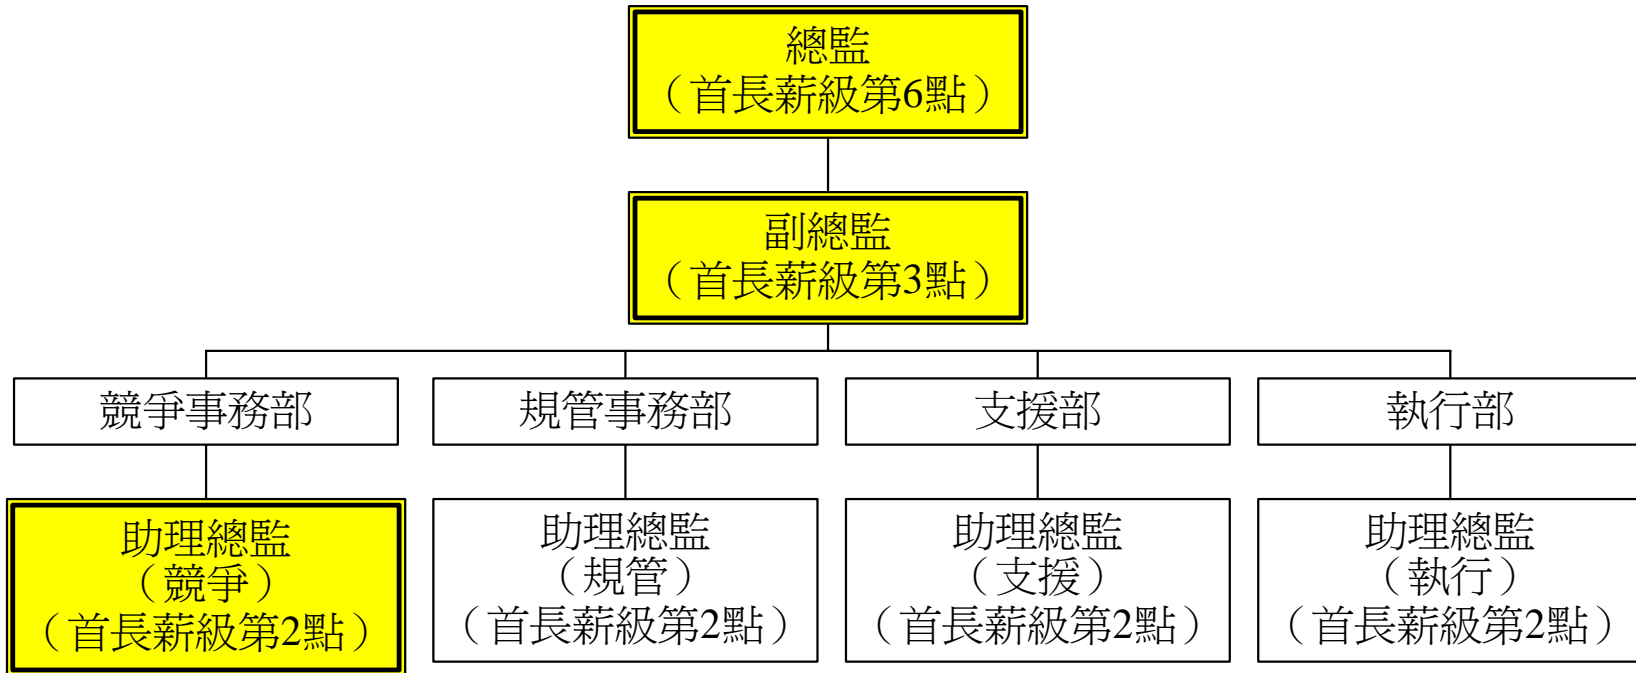 總監
（首長薪級第6點）
副總監
（首長薪級第3點）
競爭事務部
規管事務部
支援部
執行部
助理總監
（競爭）
（首長薪級第2點）
助理總監
（規管）
（首長薪級第2點）
助理總監
（支援）
（首長薪級第2點）
助理總監
（執行）
（首長薪級第2點）